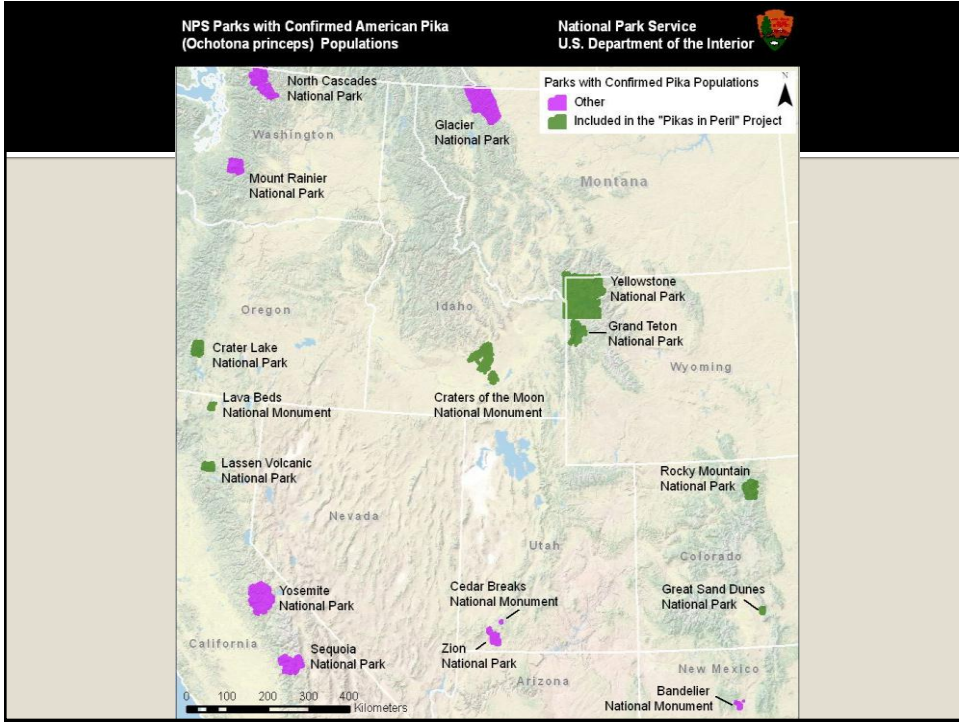 NPS Parks with Confirmed American Pika
(Ochotona princeps) Populations
National Park Service
U.S. Department of the Interior
Parks with Confirmed Pika Populations
Other
Included in the "Pikas in Peril" Project
N
North Cascades
National Park
Glacier
National Park
Washington
Mount Rainier
National Park
Montana
Yellowstone
National Park
Idaho
Oregon
Grand Teton
National Park
Crater Lake
National Park
Wyoming
Lava Beds
National Monument
Craters of the Moon
National Monument
Lassen Volcanic
National Park
Rocky Mountain
National Park
Nevada
Utah
Colorado
Yosemite
National Park
Cedar Breaks
National Monument
Great Sand Dunes
National Park
California
Sequoia
National Park
Zion
National Park
New Mexico
Arizona
Bandelier
National Monument
0 100 200 300 400
Kilometers